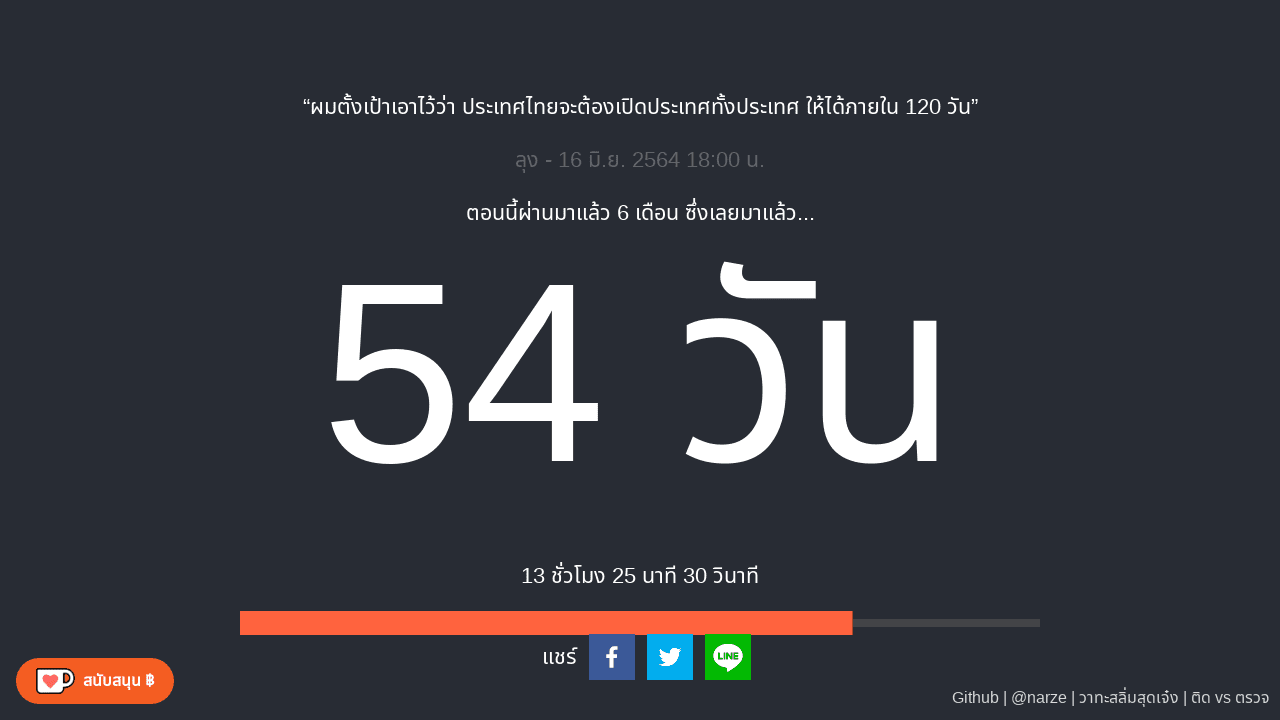 “ผมตั้งเป้าเอาไว้ว่า ประเทศไทยจะต้องเปิดประเทศทั้งประเทศ ให้ได้ภายใน 120 วัน”
ลุง - 16 มิ.ย. 2564 18:00 น.
ตอนนี้ผ่านมาแล้ว 6 เดือน ซึ่งเลยมาแล้ว...
54 วัน
13 ชั่วโมง 25 นาที 30 วินาที
แชร์
LINE
สนับสนุน ฿
Github | @narze | วาทะสลิ่มสุดเจ๋ง | ติด vs ตรวจ